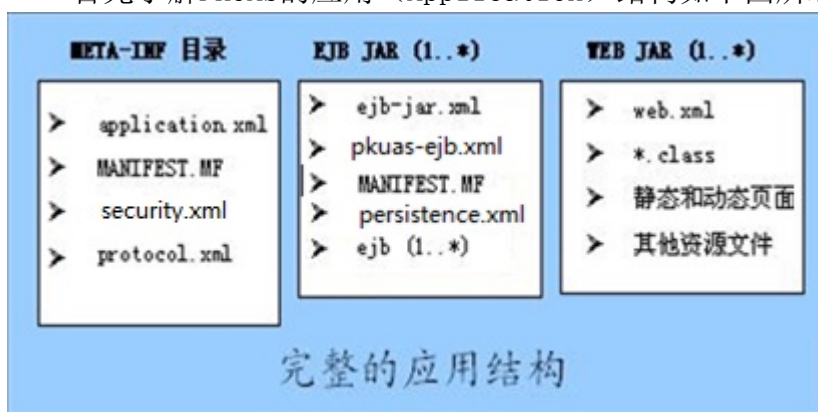 META-INF 目录
application.xml
MANIFEST.MF
security.xml
protocol.xml
EJB JAR (1..*)
ejb-jar.xml
pkuas-ejb.xml
MANIFEST.MF
persistence.xml
ejb (1..*)
WEB JAR (1..*)
web.xml
*.class
静态和动态页面
其他资源文件
完整的应用结构